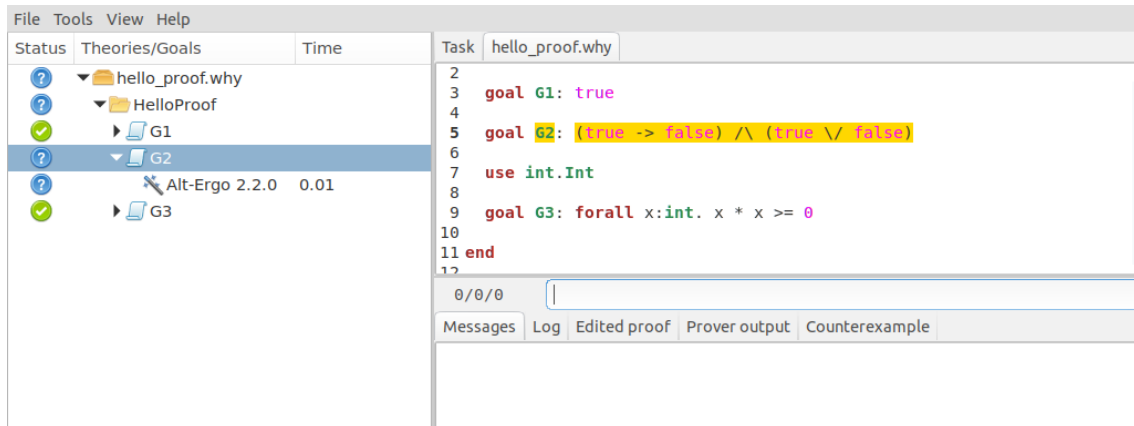 File Tools View Help
Status Theories/Goals Time
hello_proof.why
HelloProof
G1
G2
Alt-Ergo 2.2.0 0.01
G3
Task hello_proof.why
2
3 goal G1: true
4
5 goal G2: (true -> false) /\ (true \/ false)
6
7 use int.Int
8
9 goal G3: forall x:int. x * x >= 0
10
11 end
12
0/0/0
Messages Log Edited proof Prover output Counterexample